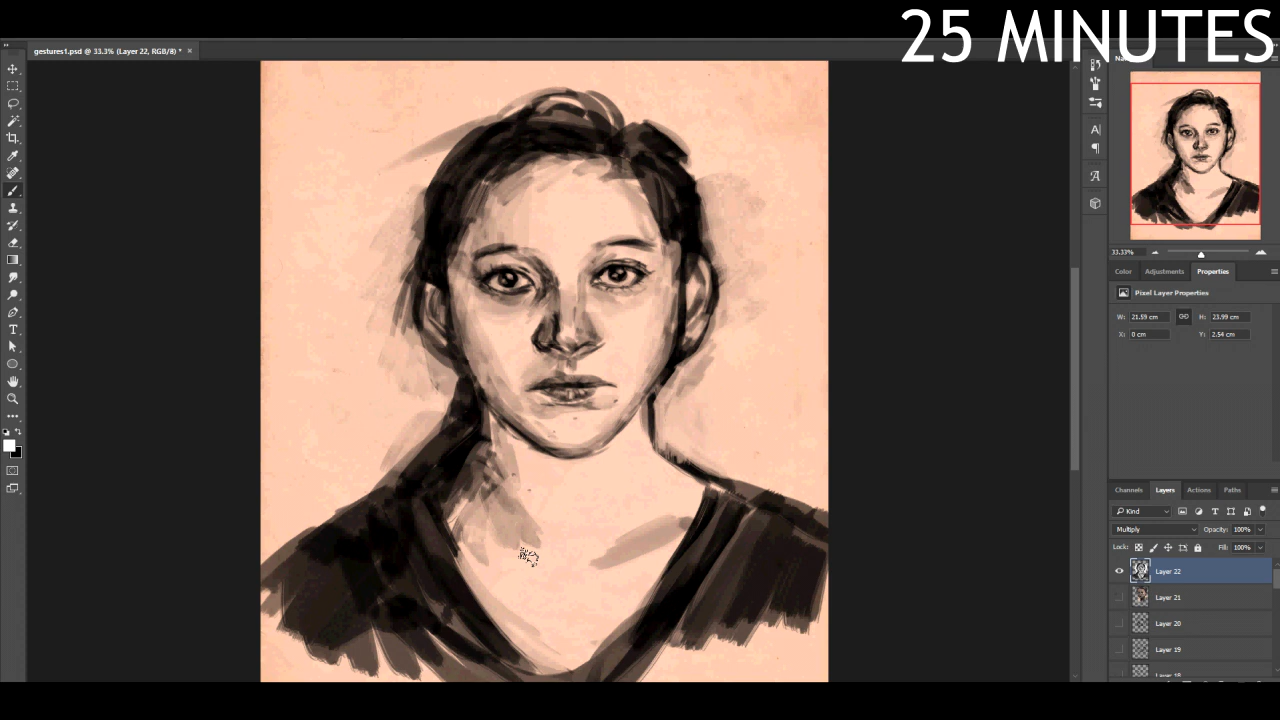 25 MINUTES
gestures1.psd @ 33.3% (Layer 22, RGB/8) * ×
33.33%
Color Adjustments Properties
Pixel Layer Properties
W: 21.59 cm H: 23.99 cm
X: 0 cm Y: 2.54 cm
Channels Layers Actions Paths
Kind
Multiply Opacity: 100%
Lock: Fill: 100%
Layer 22
Layer 21
Layer 20
Layer 19
Layer 18